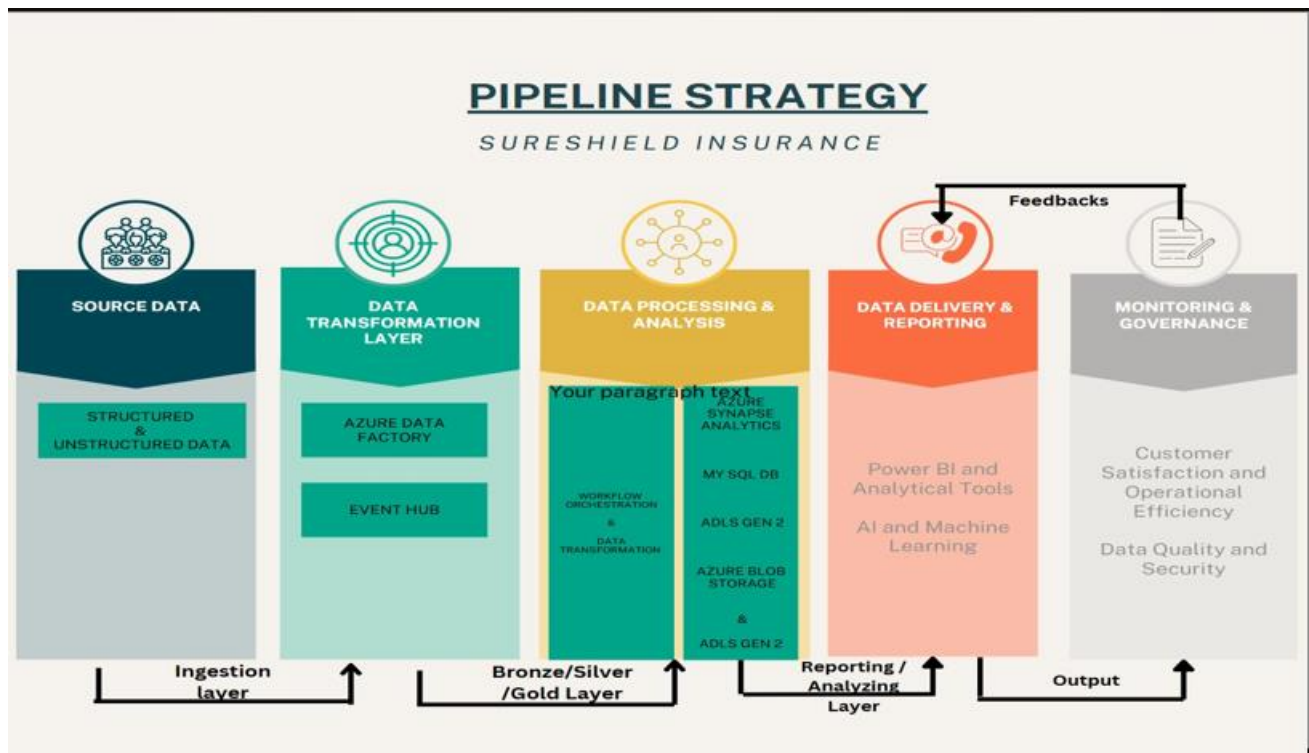 PIPELINE STRATEGY
SURESHIELD INSURANCE
Feedbacks
SOURCE DATA
STRUCTURED
&
UNSTRUCTURED DATA
DATA
TRANSFORMATION
LAYER
AZURE DATA
FACTORY
EVENT HUB
DATA PROCESSING &
ANALYSIS
Your paragraph text
WORKFLOW
ORCHESTRATION
&
DATA
TRANSFORMATION
AZURE
SYNAPSE
ANALYTICS
MY SQL DB
ADLS GEN 2
AZURE BLOB
STORAGE
&
ADLS GEN 2
DATA DELIVERY &
REPORTING
Power BI and
Analytical Tools
AI and Machine
Learning
MONITORING &
GOVERNANCE
Customer
Satisfaction and
Operational
Efficiency
Data Quality and
Security
Ingestion
layer
Bronze/Silver
/Gold Layer
Reporting /
Analyzing
Layer
Output